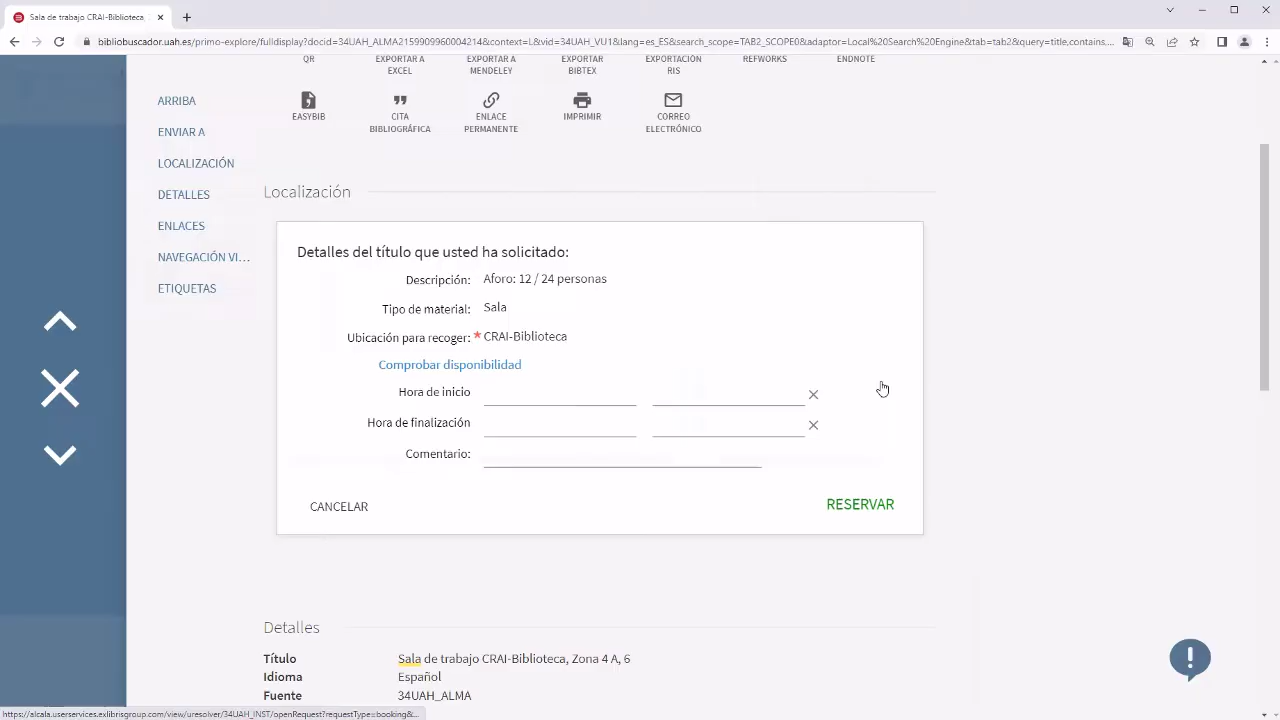 Sala de trabajo CRAI-Biblioteca,
bibliobuscador.uah.es/primo-explore/fulldisplay?docid=34UAH_ALMA2159909960004214&context=L&vid=34UAH_VU1&lang=es_ES&search_scope=TAB2_SCOPE0&adaptor=Local%20Search%20Engine&tab=tab2&query=title,contains,...
QR
EXPORTAR A EXCEL
EXPORTAR A MENDELEY
EXPORTAR BIBTEX
EXPORTACIÓN RIS
REFWORKS
ENDNOTE
ARRIBA
ENVIAR A
LOCALIZACIÓN
DETALLES
ENLACES
NAVEGACIÓN VI...
ETIQUETAS
EASYBIB
CITA BIBLIOGRÁFICA
ENLACE PERMANENTE
IMPRIMIR
CORREO ELECTRÓNICO
Localización
Detalles del título que usted ha solicitado:
Descripción: Aforo: 12 / 24 personas
Tipo de material: Sala
Ubicación para recoger: * CRAI-Biblioteca
Comprobar disponibilidad
Hora de inicio
Hora de finalización
Comentario:
CANCELAR
RESERVAR
Detalles
Título Sala de trabajo CRAI-Biblioteca, Zona 4 A, 6
Idioma Español
Fuente 34UAH_ALMA
https://alcala.userservices.exlibrisgroup.com/view/uresolver/34UAH_INST/openRequest?requestType=booking&...